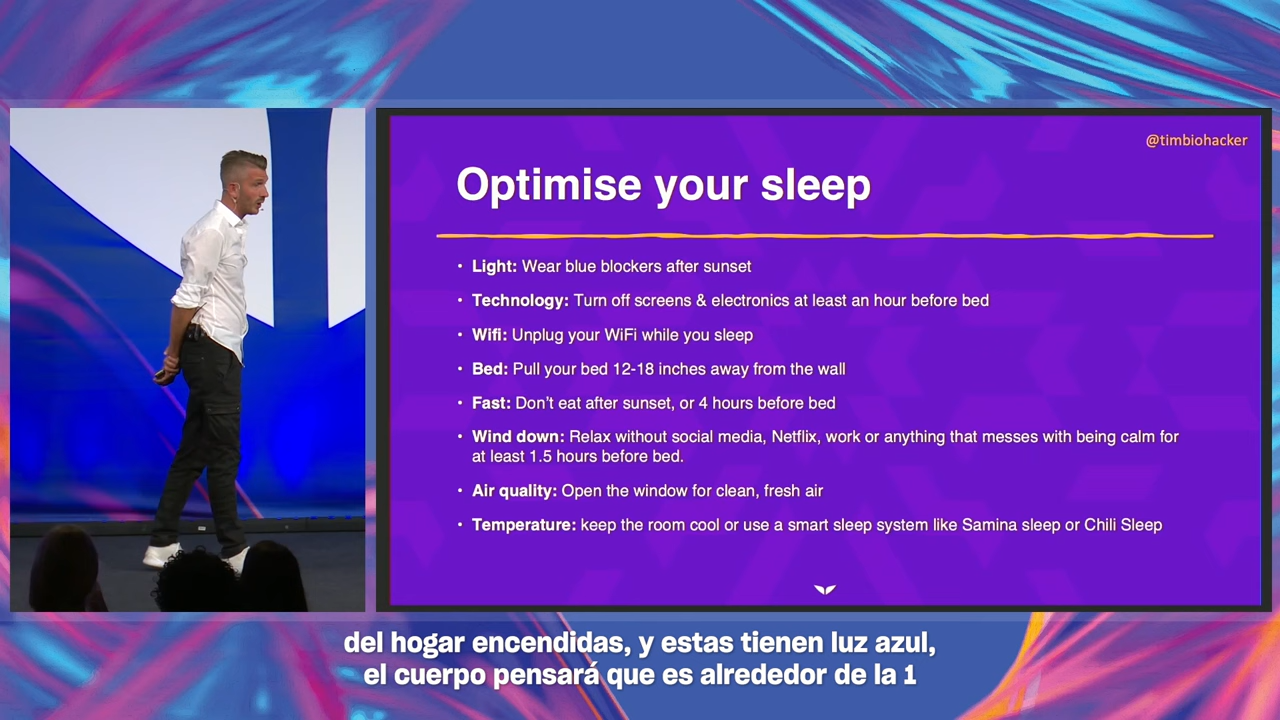 @timbiohacker
Optimise your sleep
• Light: Wear blue blockers after sunset
• Technology: Turn off screens & electronics at least an hour before bed
• Wifi: Unplug your WiFi while you sleep
• Bed: Pull your bed 12-18 inches away from the wall
• Fast: Don't eat after sunset, or 4 hours before bed
• Wind down: Relax without social media, Netflix, work or anything that messes with being calm for
at least 1.5 hours before bed.
• Air quality: Open the window for clean, fresh air
• Temperature: keep the room cool or use a smart sleep system like Samina sleep or Chili Sleep
del hogar encendidas, y estas tienen luz azul,
el cuerpo pensará que es alrededor de la 1